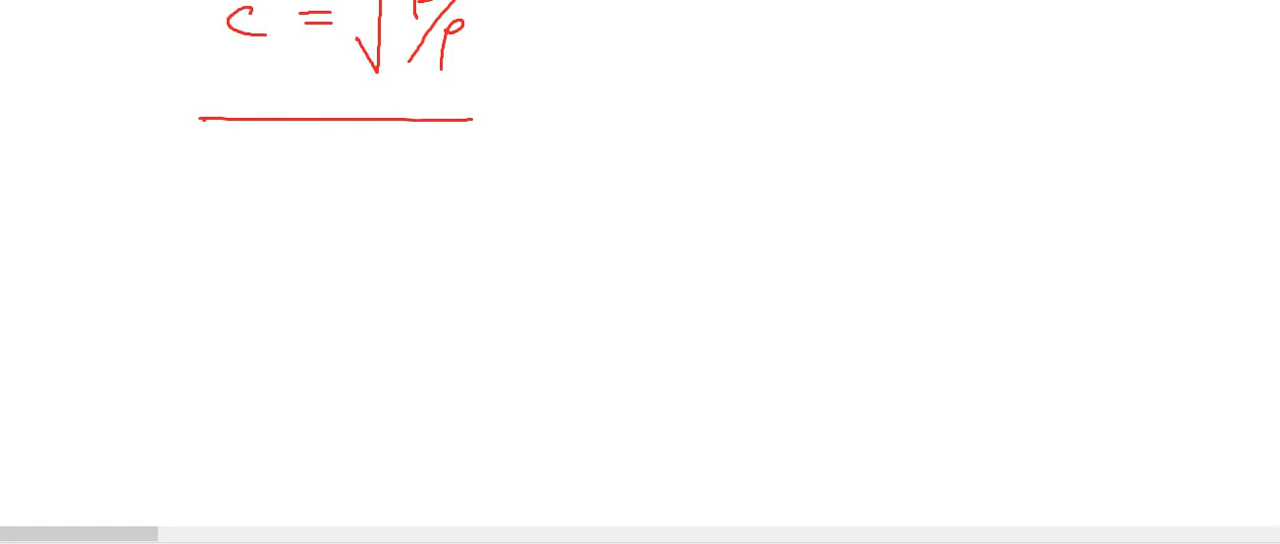 c = √ /ρ